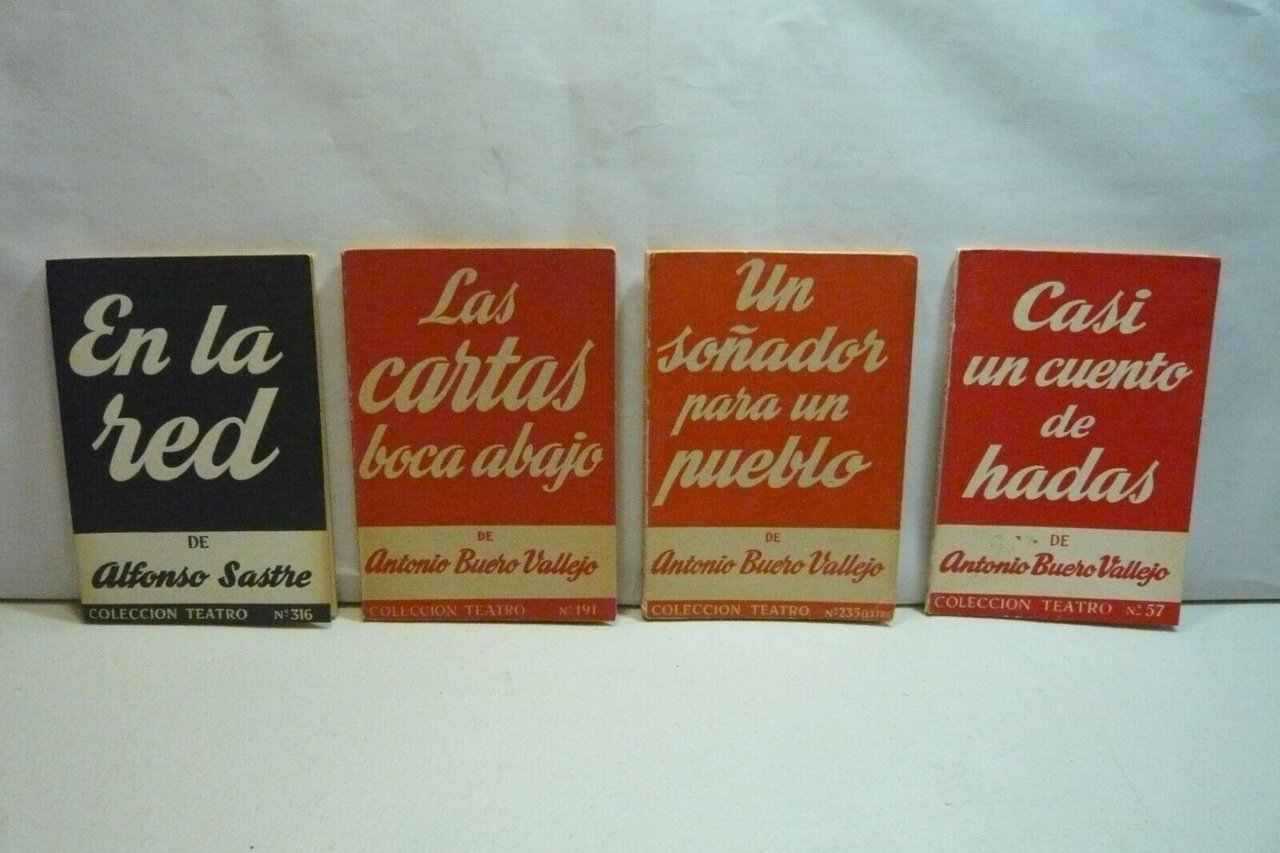 En la
red
DE
Alfonso Sastre
COLECCION TEATRO Nº 316
Las
cartas
boca abajo
DE
Antonio Buero Vallejo
COLECCION TEATRO Nº 191
Un
soñador
para un
pueblo
DE
Antonio Buero Vallejo
COLECCION TEATRO Nº 235 (EXTRA)
Casi
un cuento
de
hadas
DE
Antonio Buero Vallejo
COLECCION TEATRO Nº 57